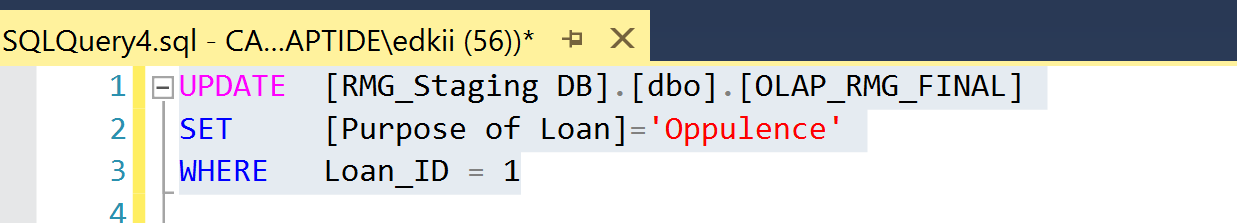 SQLQuery4.sql - CA...APTIDE\edkii (56))*
1 UPDATE [RMG_Staging DB].[dbo].[OLAP_RMG_FINAL]
2 SET [Purpose of Loan]='Oppulence'
3 WHERE Loan_ID = 1
4